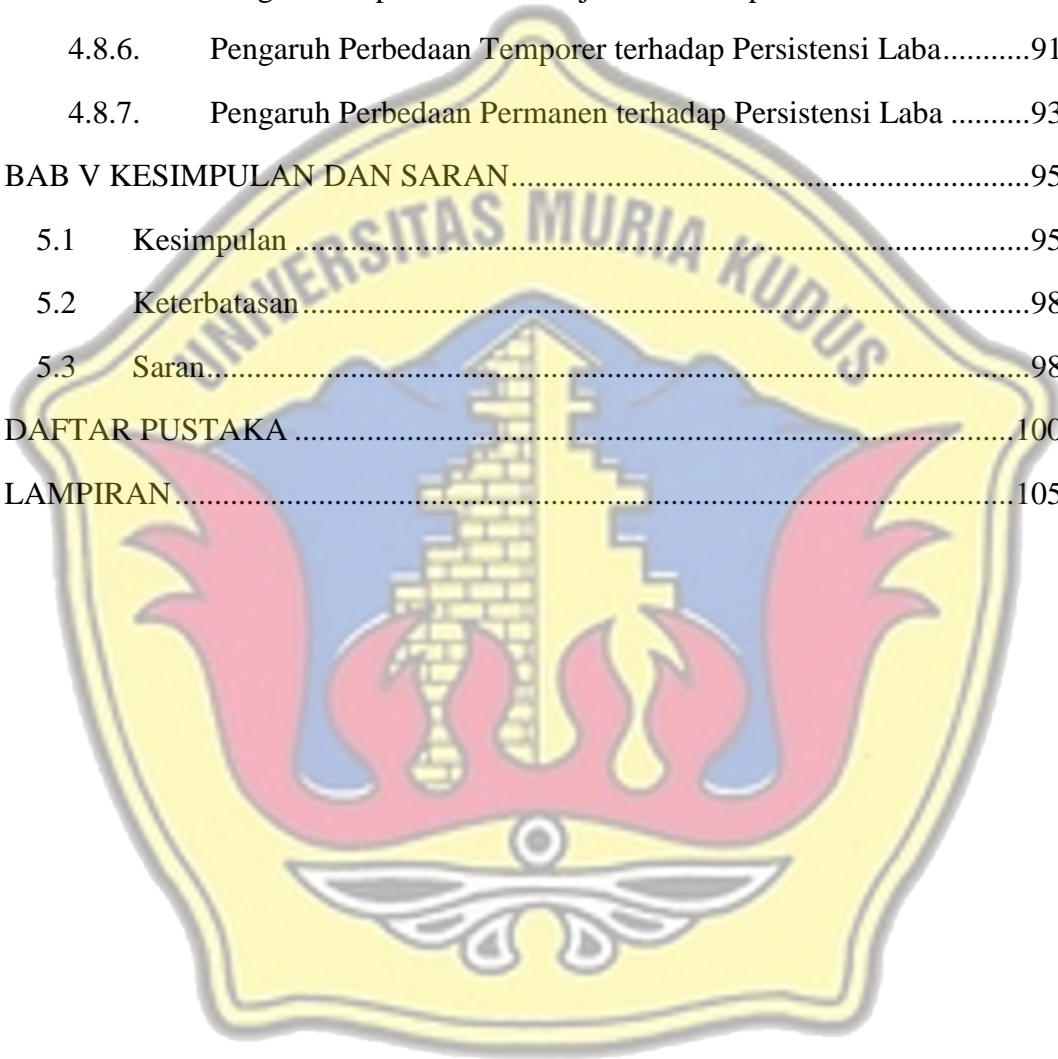 4.8.6. Pengaruh Perbedaan Temporer terhadap Persistensi Laba...........91
4.8.7. Pengaruh Perbedaan Permanen terhadap Persistensi Laba ..........93
BAB V KESIMPULAN DAN SARAN..................................................................95
5.1 Kesimpulan ..........................................................................................95
5.2 Keterbatasan.........................................................................................98
5.3 Saran.....................................................................................................98
DAFTAR PUSTAKA ..........................................................................................100
LAMPIRAN.........................................................................................................105
UNIVERSITAS MURIA KUDUS